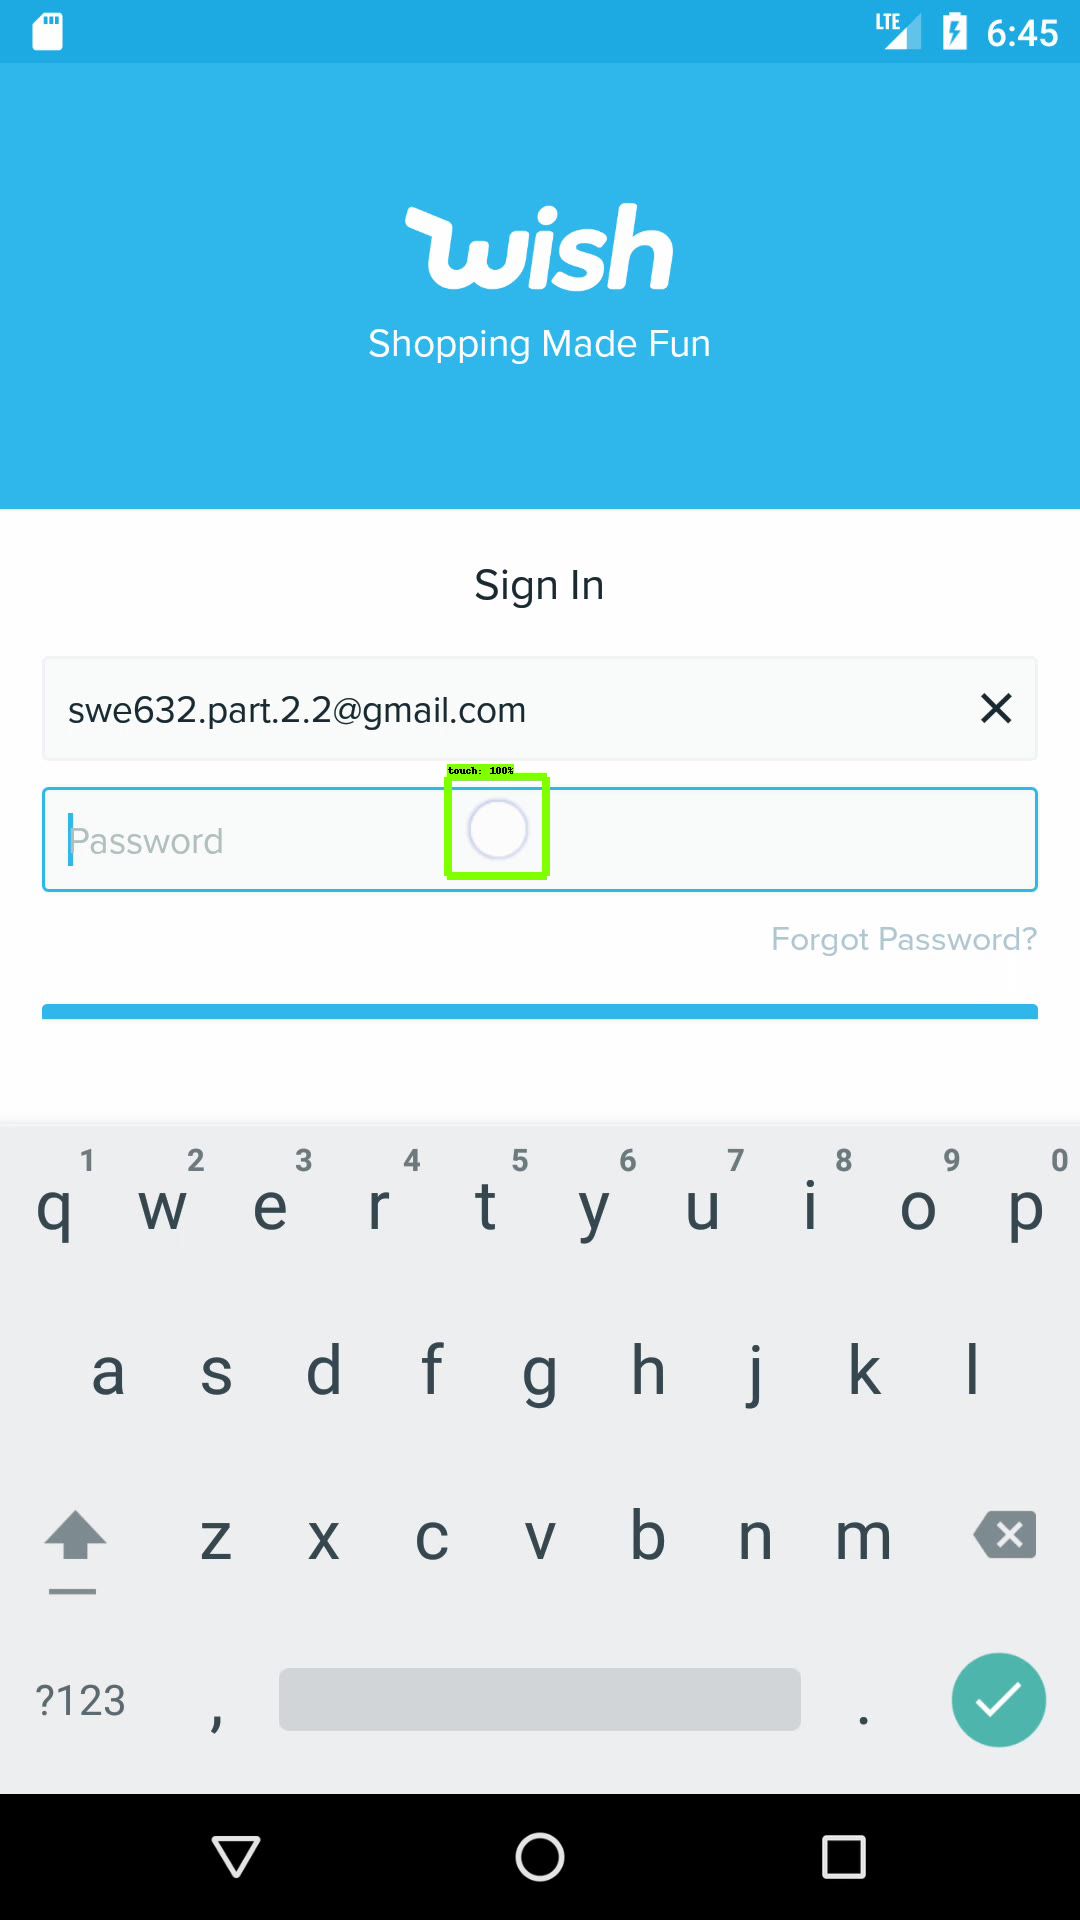 LTE 6:45
wish
Shopping Made Fun
Sign In
swe632.part.2.2@gmail.com
touch: 100%
Password
Forgot Password?
1 2 3 4 5 6 7 8 9 0
q w e r t y u i o p
a s d f g h j k l
z x c v b n m
?123 , .